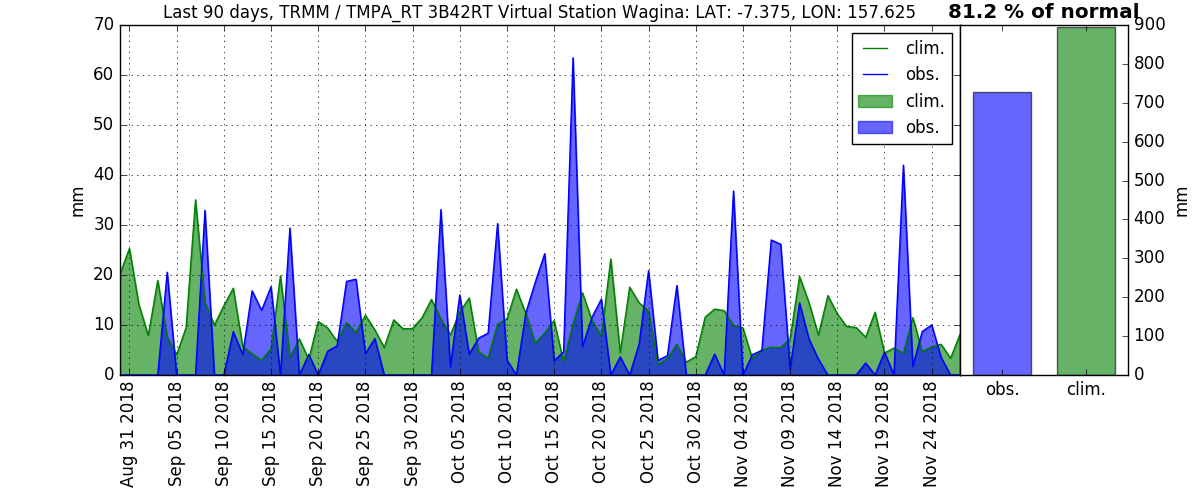 Last 90 days, TRMM / TMPA_RT 3B42RT Virtual Station Wagina: LAT: -7.375, LON: 157.625
81.2 % of normal
70
60
50
40
30
20
10
0
mm
clim.
obs.
clim.
obs.
Aug 31 2018
Sep 05 2018
Sep 10 2018
Sep 15 2018
Sep 20 2018
Sep 25 2018
Sep 30 2018
Oct 05 2018
Oct 10 2018
Oct 15 2018
Oct 20 2018
Oct 25 2018
Oct 30 2018
Nov 04 2018
Nov 09 2018
Nov 14 2018
Nov 19 2018
Nov 24 2018
900
800
700
600
500
400
300
200
100
0
mm
obs.
clim.